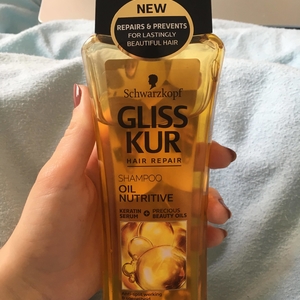 NEW
REPAIRS & PREVENTS
FOR LASTINGLY
BEAUTIFUL HAIR
Schwarzkopf
GLISS
KUR
HAIR REPAIR
SHAMPOO
OIL
NUTRITIVE
KERATIN SERUM + PRECIOUS BEAUTY OILS